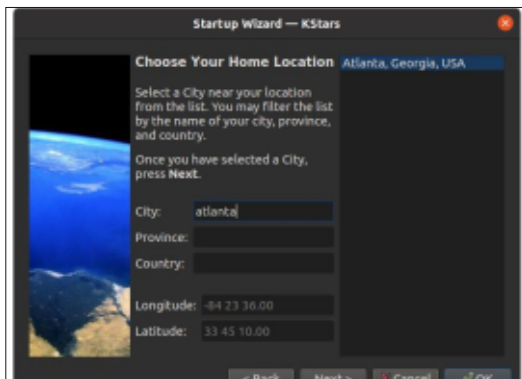 Startup Wizard — KStars
Choose Your Home Location
Select a City near your location
from the list. You may filter the list
by the name of your city, province,
and country.
Once you have selected a City,
press Next.
City: atlanta
Province:
Country:
Longitude: -84 23 36.00
Latitude: 33 45 10.00
Atlanta, Georgia, USA
< Back Next > Cancel OK